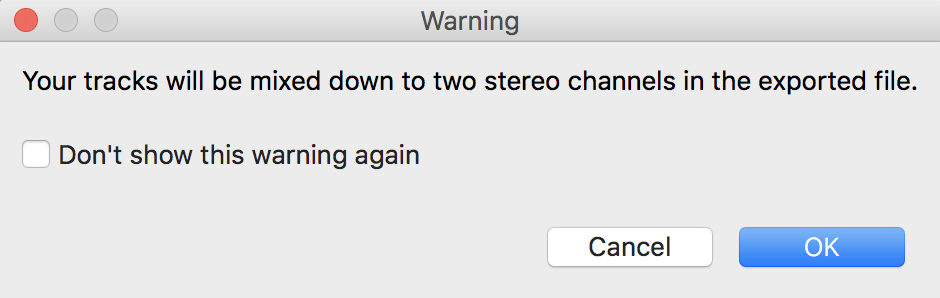 Warning
Your tracks will be mixed down to two stereo channels in the exported file.
Don't show this warning again
Cancel
OK